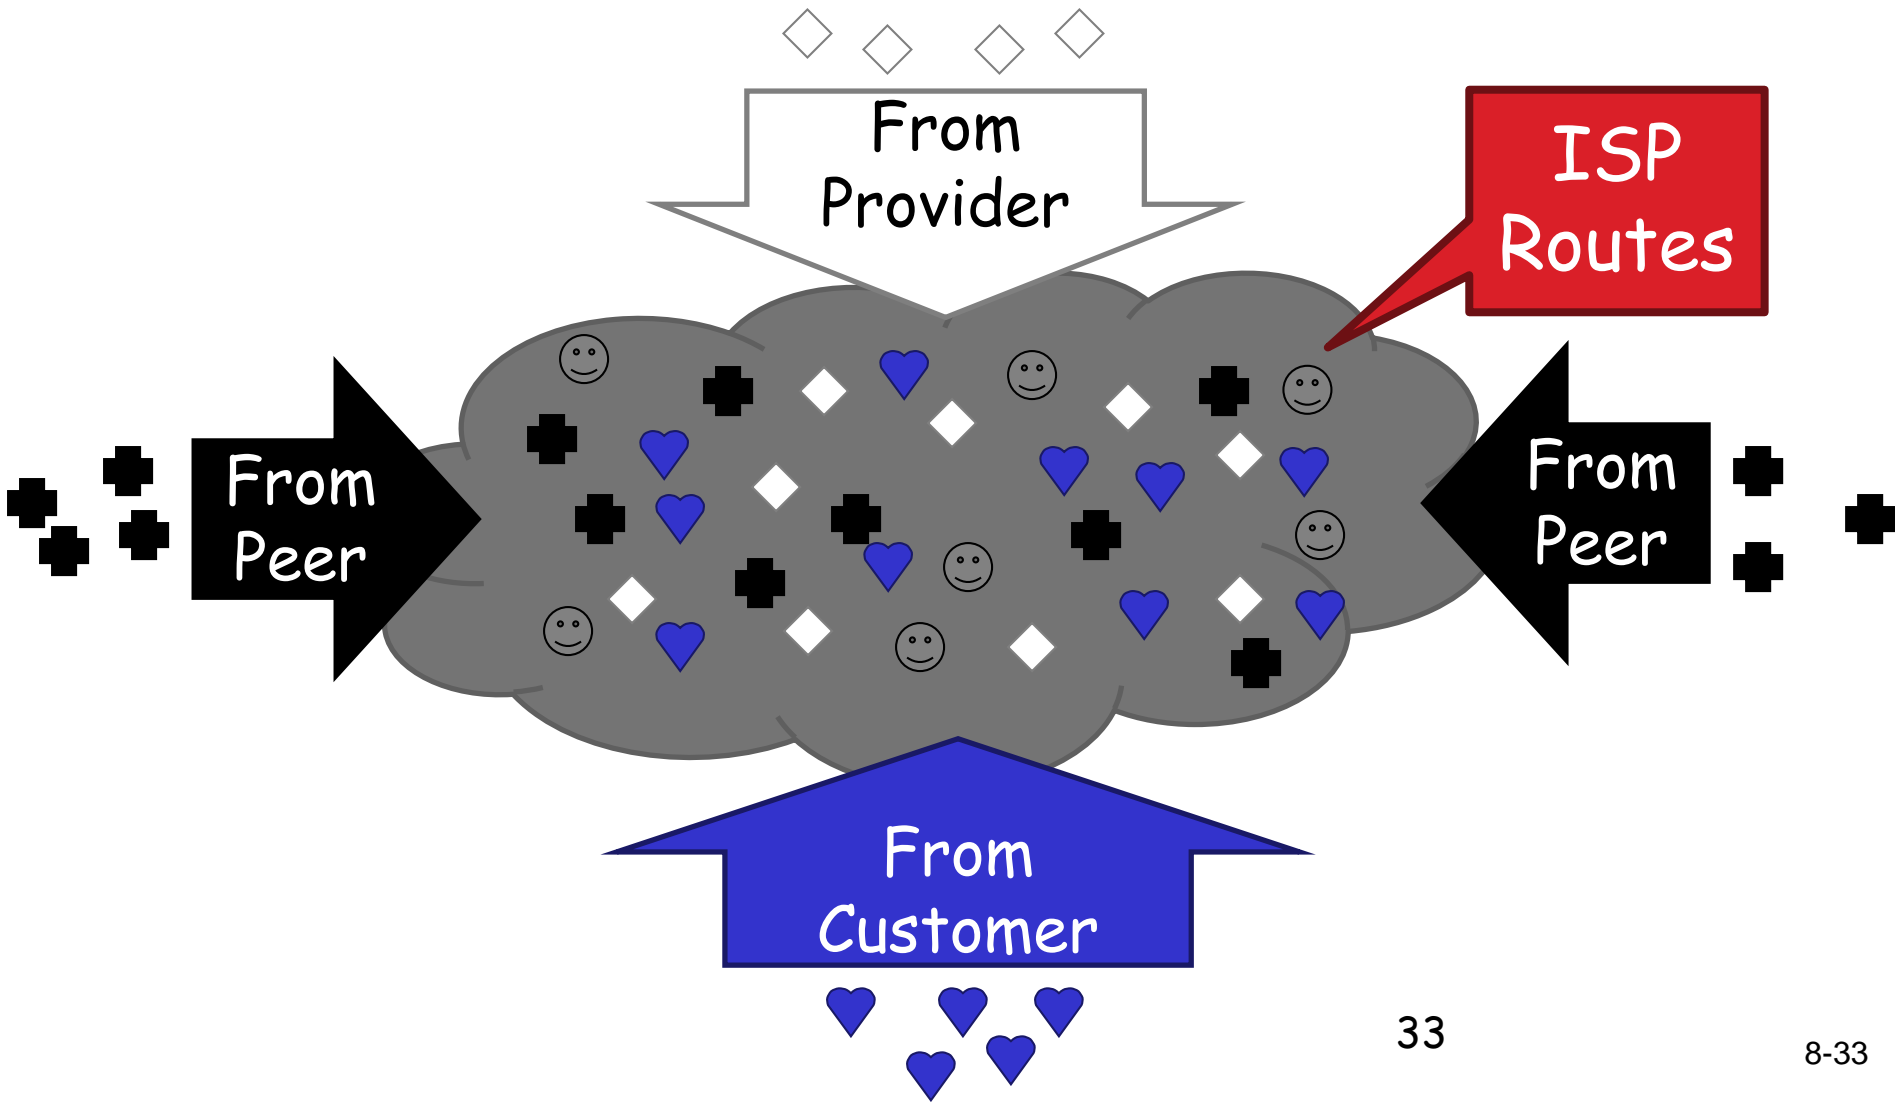 From
Provider
ISP
Routes
From
Peer
From
Peer
From
Customer
33
8-33